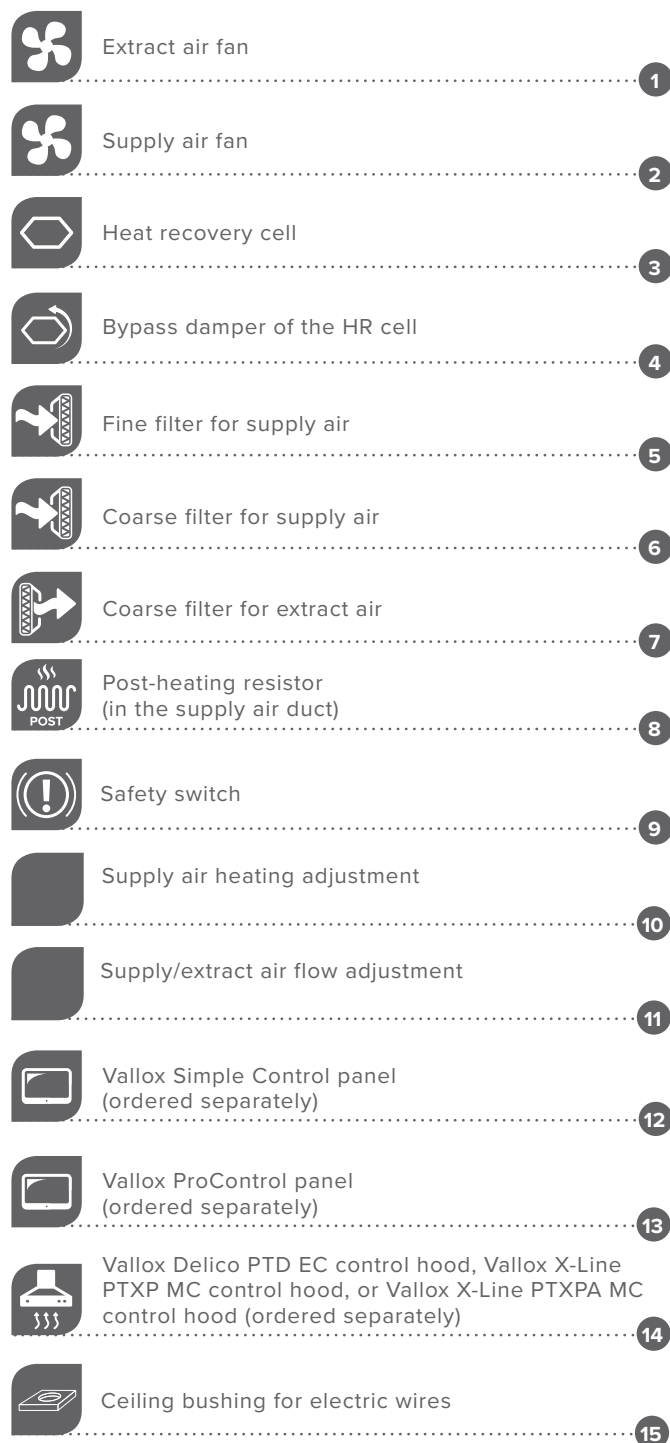 Extract air fan
1
Supply air fan
2
Heat recovery cell
3
Bypass damper of the HR cell
4
Fine filter for supply air
5
Coarse filter for supply air
6
Coarse filter for extract air
7
POST
Post-heating resistor
(in the supply air duct)
8
Safety switch
9
Supply air heating adjustment
10
Supply/extract air flow adjustment
11
Vallox Simple Control panel
(ordered separately)
12
Vallox ProControl panel
(ordered separately)
13
Vallox Delico PTD EC control hood, Vallox X-Line
PTXP MC control hood, or Vallox X-Line PTXPA MC
control hood (ordered separately)
14
Ceiling bushing for electric wires
15